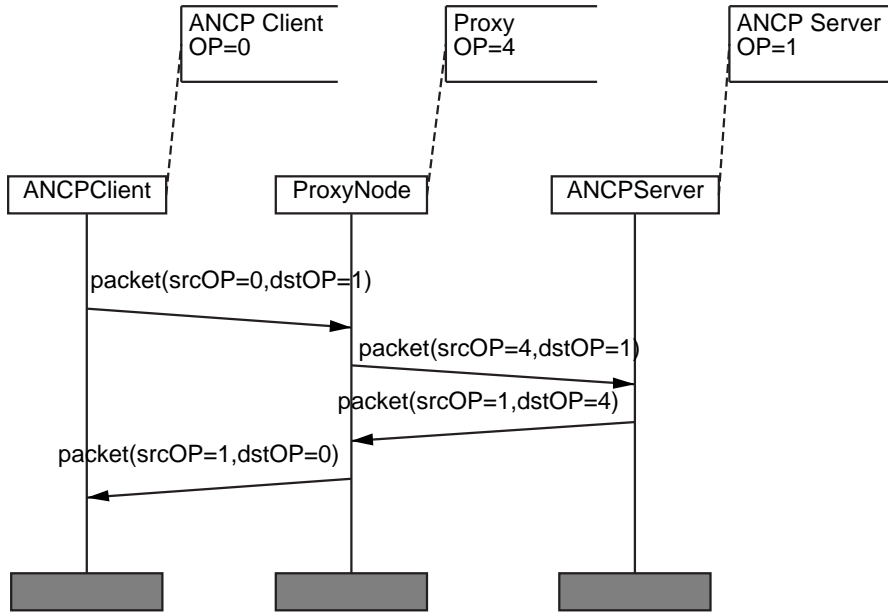 ANCP Client
OP=0
Proxy
OP=4
ANCP Server
OP=1
ANCPClient
ProxyNode
ANCPServer
packet(srcOP=0,dstOP=1)
packet(srcOP=4,dstOP=1)
packet(srcOP=1,dstOP=4)
packet(srcOP=1,dstOP=0)